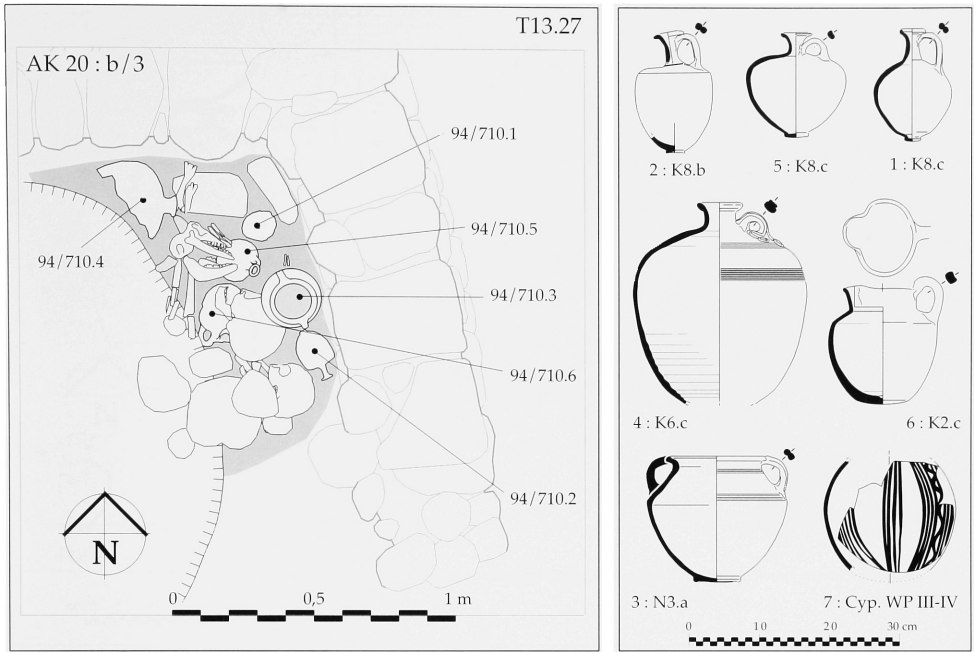 T13.27
AK 20 : b/3
94/710.1
94/710.5
94/710.4
94/710.3
94/710.6
94/710.2
N
0 0,5 1 m
2 : K8.b 5 : K8.c 1 : K8.c
4 : K6.c 6 : K2.c
3 : N3.a 7 : Cyp. WP III-IV
0 10 20 30 cm